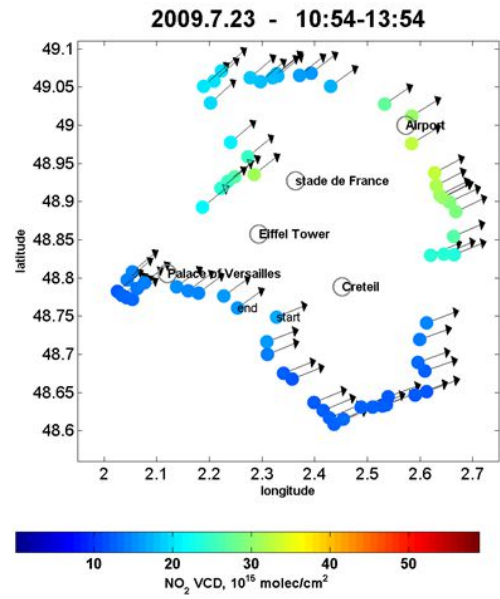 2009.7.23 - 10:54-13:54
49.1
49.05
49
48.95
48.9
48.85
48.8
48.75
48.7
48.65
48.6
latitude
Airport
stade de France
Eiffel Tower
Palace of Versailles
Creteil
end
start
2 2.1 2.2 2.3 2.4 2.5 2.6 2.7
longitude
10 20 30 40 50
NO2 VCD, 10^15 molec/cm^2